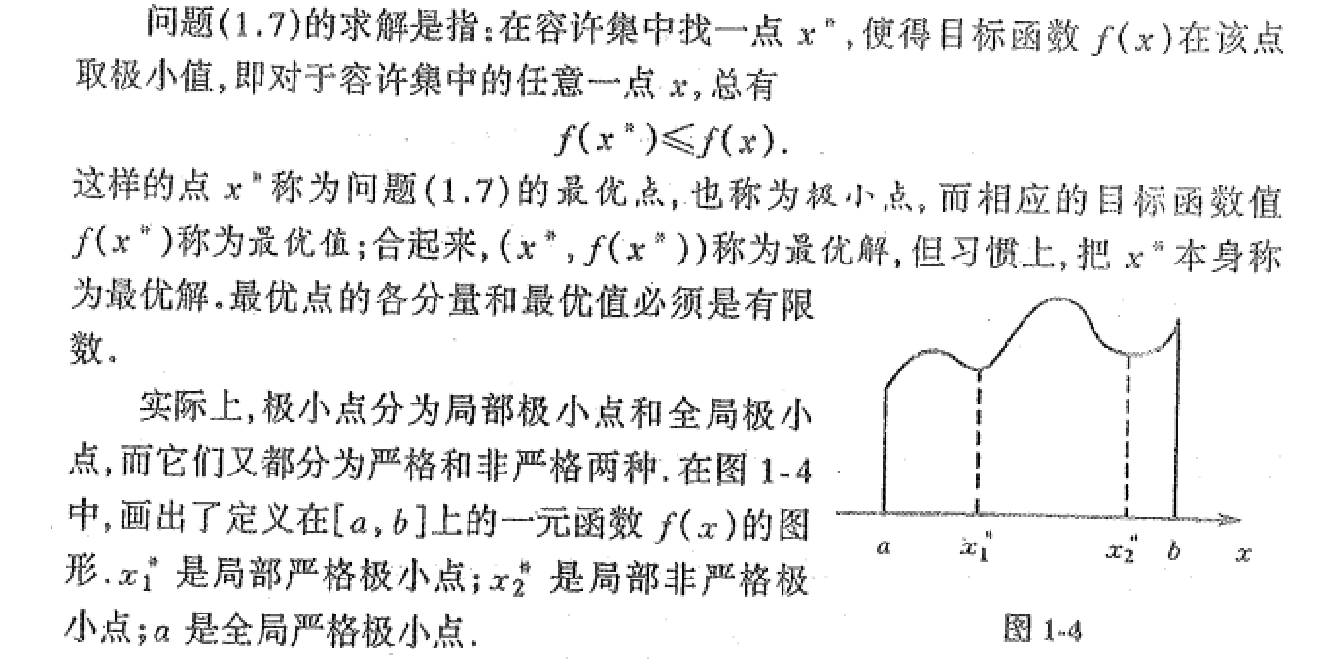 问题(1.7)的求解是指:在容许集中找一点 x*,使得目标函数 f(x)在该点
取极小值,即对于容许集中的任意一点 x,总有
f(x*)≤f(x).
这样的点 x*称为问题(1.7)的最优点,也称为极小点,而相应的目标函数值
f(x*)称为最优值;合起来,(x*,f(x*))称为最优解,但习惯上,把 x*本身称
为最优解。最优点的各分量和最优值必须是有限
数。
实际上,极小点分为局部极小点和全局极小
点,而它们又都分为严格和非严格两种.在图 1-4
中,画出了定义在[a,b]上的一元函数 f(x)的图
形.x₁* 是局部严格极小点;x₂* 是局部非严格极
小点;a 是全局严格极小点.
a x₁* x₂* b x
图 1-4